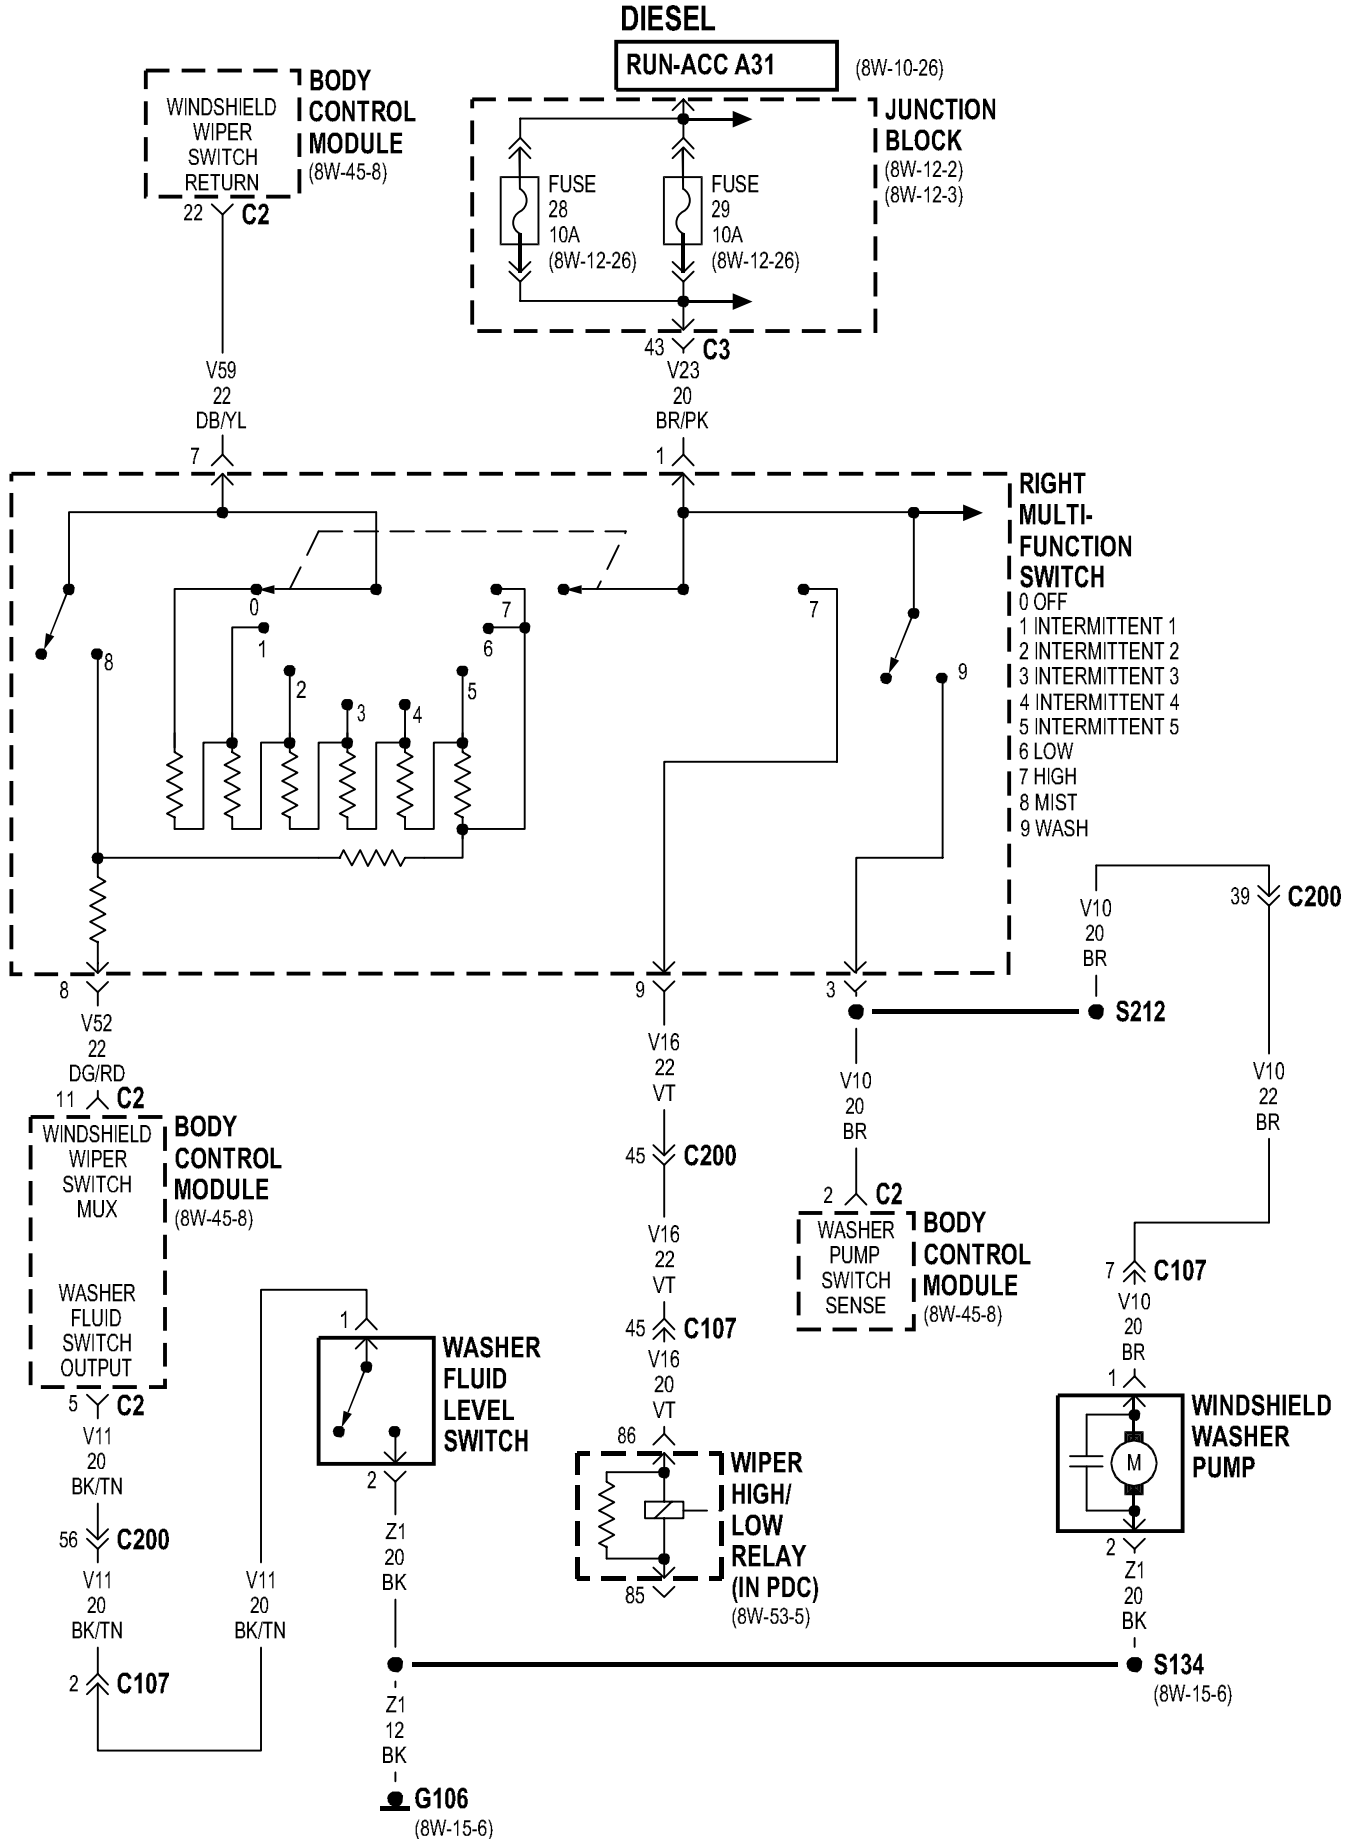 DIESEL
RUN-ACC A31
(8W-10-26)
WINDSHIELD
WIPER
SWITCH
RETURN
BODY
CONTROL
MODULE
(8W-45-8)
22
C2
JUNCTION
BLOCK
(8W-12-2)
(8W-12-3)
FUSE
28
10A
(8W-12-26)
FUSE
29
10A
(8W-12-26)
43
C3
V59
22
DB/YL
7
V23
20
BR/PK
1
RIGHT
MULTI-
FUNCTION
SWITCH
0 OFF
1 INTERMITTENT 1
2 INTERMITTENT 2
3 INTERMITTENT 3
4 INTERMITTENT 4
5 INTERMITTENT 5
6 LOW
7 HIGH
8 MIST
9 WASH
0
1
2
3
4
5
6
7
7
8
9
8
V52
22
DG/RD
11
C2
9
3
V10
20
BR
39
C200
S212
WINDSHIELD
WIPER
SWITCH
MUX
BODY
CONTROL
MODULE
(8W-45-8)
WASHER
FLUID
SWITCH
OUTPUT
5
C2
V11
20
BK/TN
56
C200
V11
20
BK/TN
2
C107
V11
20
BK/TN
1
WASHER
FLUID
LEVEL
SWITCH
2
Z1
20
BK
Z1
12
BK
G106
(8W-15-6)
V16
22
VT
45
C200
V16
22
VT
45
C107
V16
20
VT
86
WIPER
HIGH/
LOW
RELAY
(IN PDC)
(8W-53-5)
85
V10
20
BR
2
C2
WASHER
PUMP
SWITCH
SENSE
BODY
CONTROL
MODULE
(8W-45-8)
V10
22
BR
7
C107
V10
20
BR
1
M
WINDSHIELD
WASHER
PUMP
2
Z1
20
BK
S134
(8W-15-6)